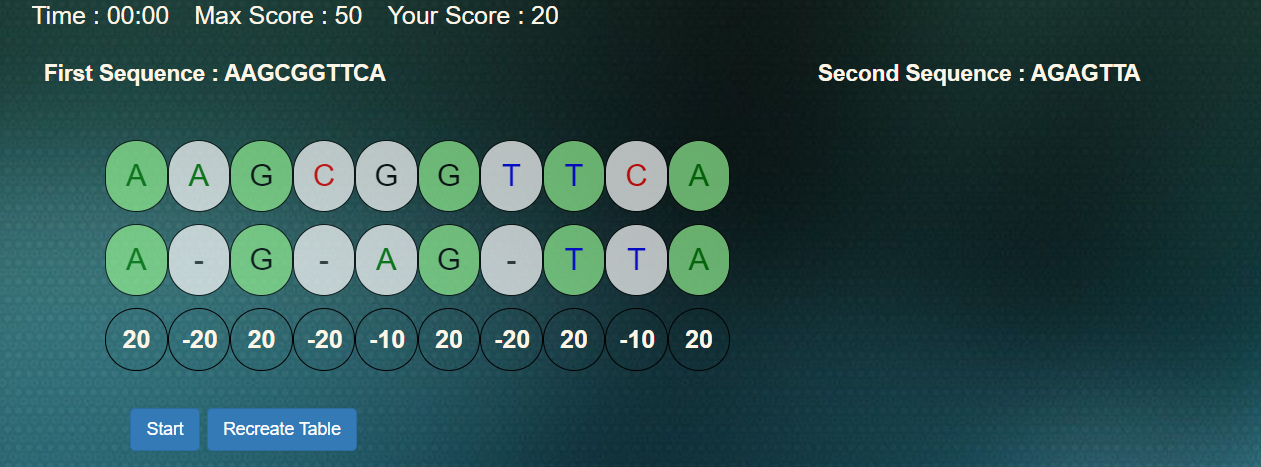 Time : 00:00 Max Score : 50 Your Score : 20
First Sequence : AAGCGGTTCA Second Sequence : AGAGTTA
A A G C G G T T C A
A - G - A G - T T A
20 -20 20 -20 -10 20 -20 20 -10 20
Start Recreate Table